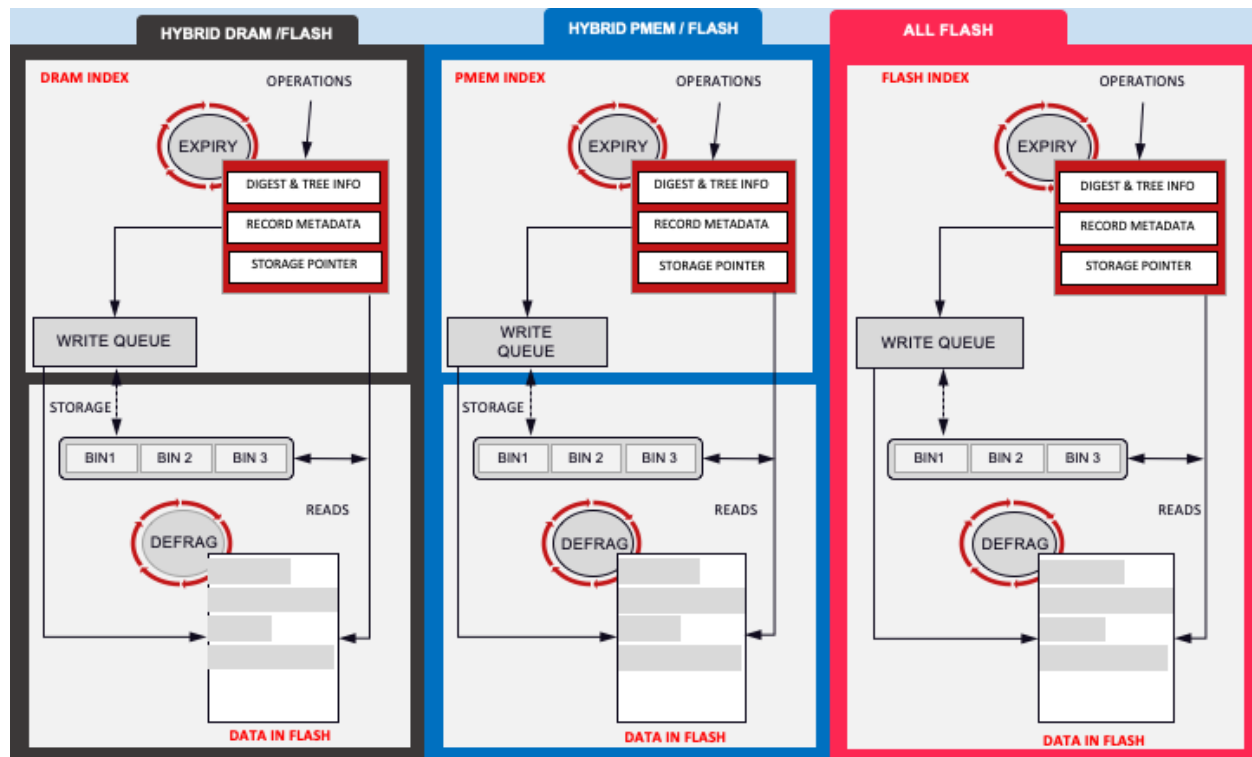 HYBRID DRAM /FLASH
DRAM INDEX
OPERATIONS
EXPIRY
DIGEST & TREE INFO
RECORD METADATA
STORAGE POINTER
WRITE QUEUE
STORAGE
BIN1 BIN 2 BIN 3
READS
DEFRAG
DATA IN FLASH
HYBRID PMEM / FLASH
PMEM INDEX
OPERATIONS
EXPIRY
DIGEST & TREE INFO
RECORD METADATA
STORAGE POINTER
WRITE
QUEUE
STORAGE
BIN1 BIN 2 BIN 3
READS
DEFRAG
DATA IN FLASH
ALL FLASH
FLASH INDEX
OPERATIONS
EXPIRY
DIGEST & TREE INFO
RECORD METADATA
STORAGE POINTER
WRITE QUEUE
BIN1 BIN 2 BIN 3
READS
DEFRAG
DATA IN FLASH